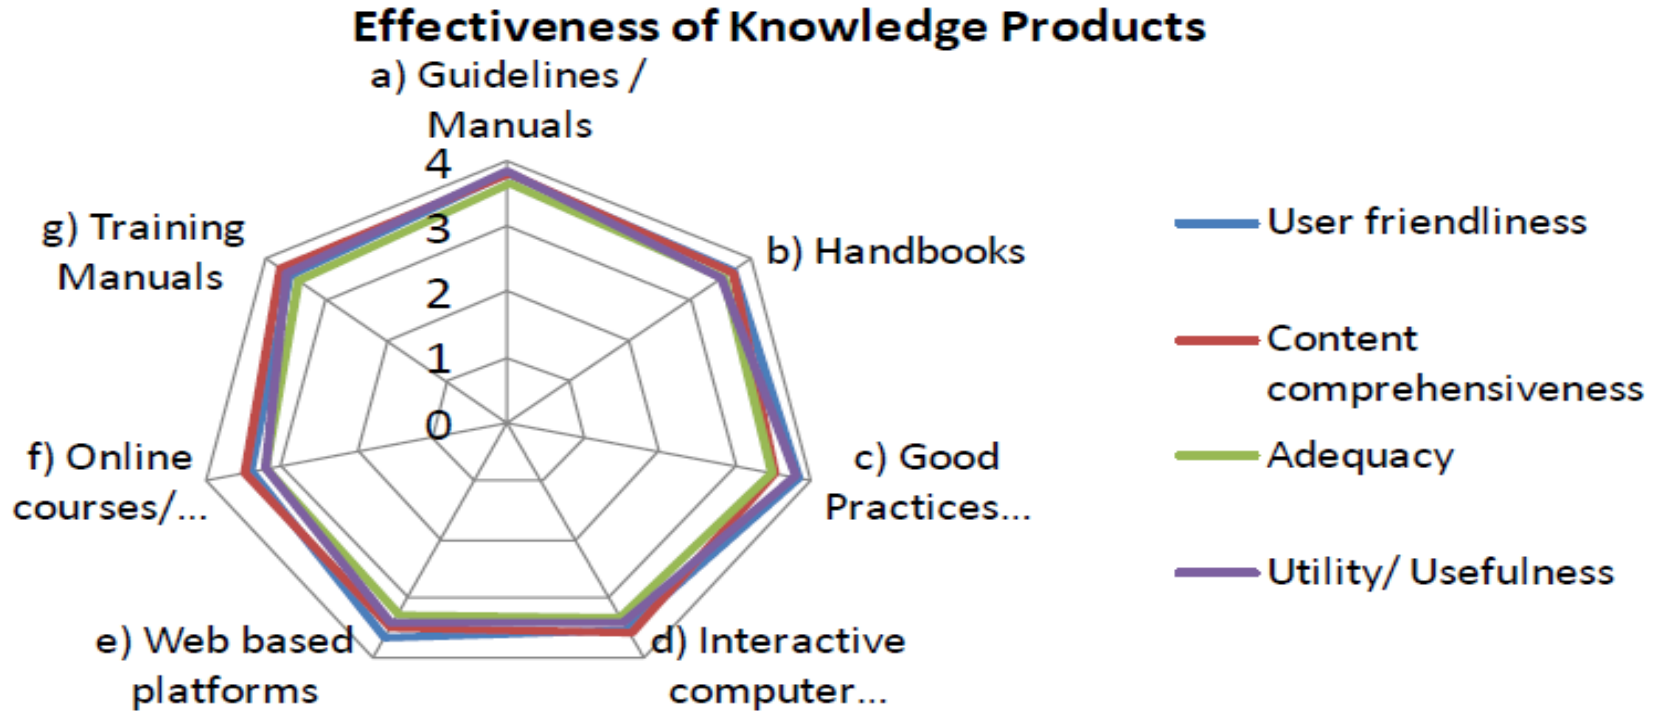 Effectiveness of Knowledge Products
a) Guidelines /
Manuals
4
3
2
1
0
g) Training
Manuals
b) Handbooks
f) Online
courses/...
c) Good
Practices...
e) Web based
platforms
d) Interactive
computer...
User friendliness
Content
comprehensiveness
Adequacy
Utility/ Usefulness